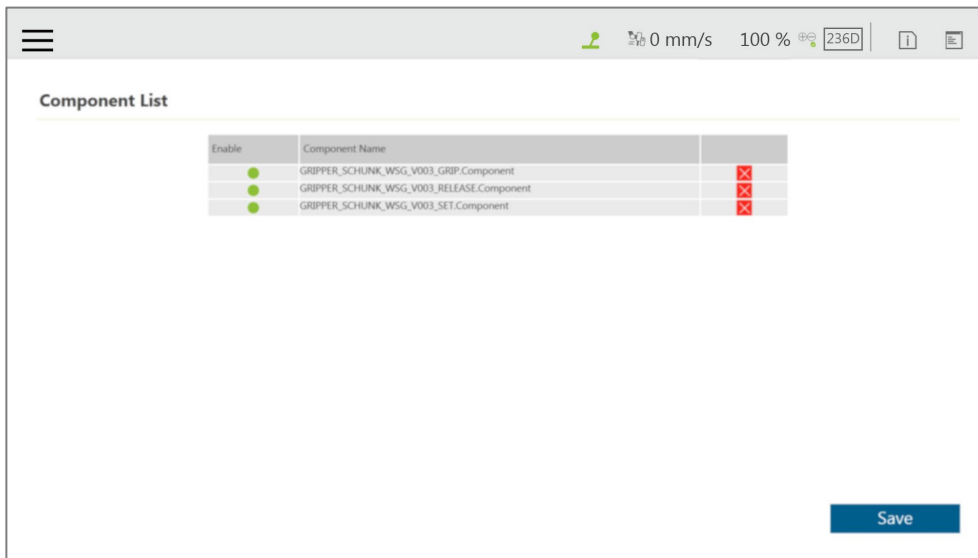 0 mm/s 100 % 236D
Component List
Enable Component Name
GRIPPER_SCHUNK_WSG_V003_GRIP.Component
GRIPPER_SCHUNK_WSG_V003_RELEASE.Component
GRIPPER_SCHUNK_WSG_V003_SET.Component
Save